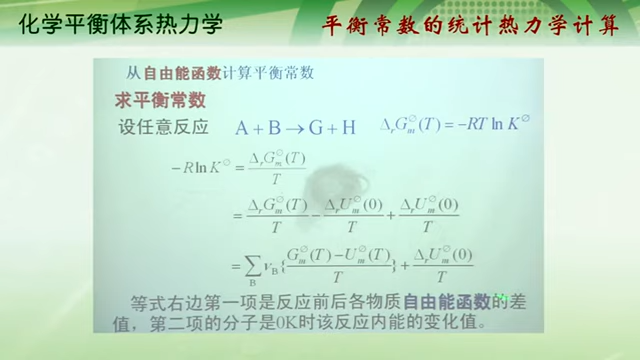 化学平衡体系热力学
平衡常数的统计热力学计算
从自由能函数计算平衡常数
求平衡常数
设任意反应 A+B→G+H Δ_rG_m^∅(T)=-RT ln K^∅
-R ln K^∅ = Δ_rG_m^∅(T)/T
= Δ_rG_m^∅(T)/T - Δ_rU_m^∅(0)/T + Δ_rU_m^∅(0)/T
= ∑_B ν_B{(G_m^∅(T)-U_m^∅(T))/T} + Δ_rU_m^∅(0)/T
等式右边第一项是反应前后各物质自由能函数的差
值，第二项的分子是0K时该反应内能的变化值。